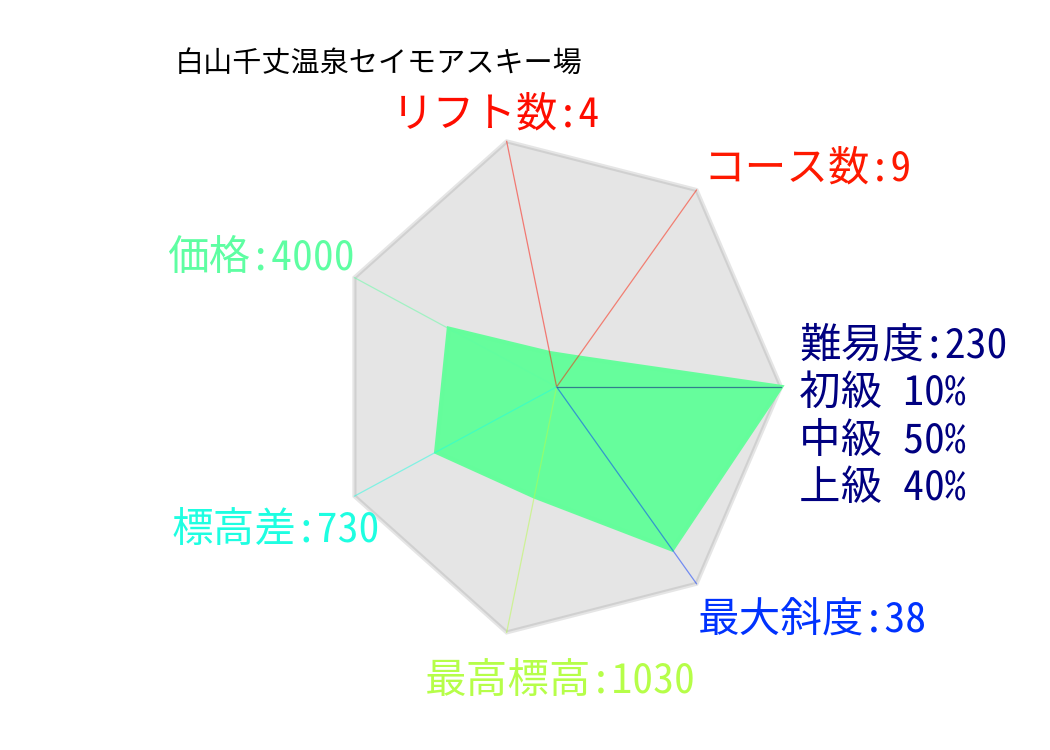 白山千丈温泉セイモアスキー場
リフト数:4
コース数:9
価格:4000
難易度:230
初級 10%
中級 50%
上級 40%
標高差:730
最大斜度:38
最高標高:1030